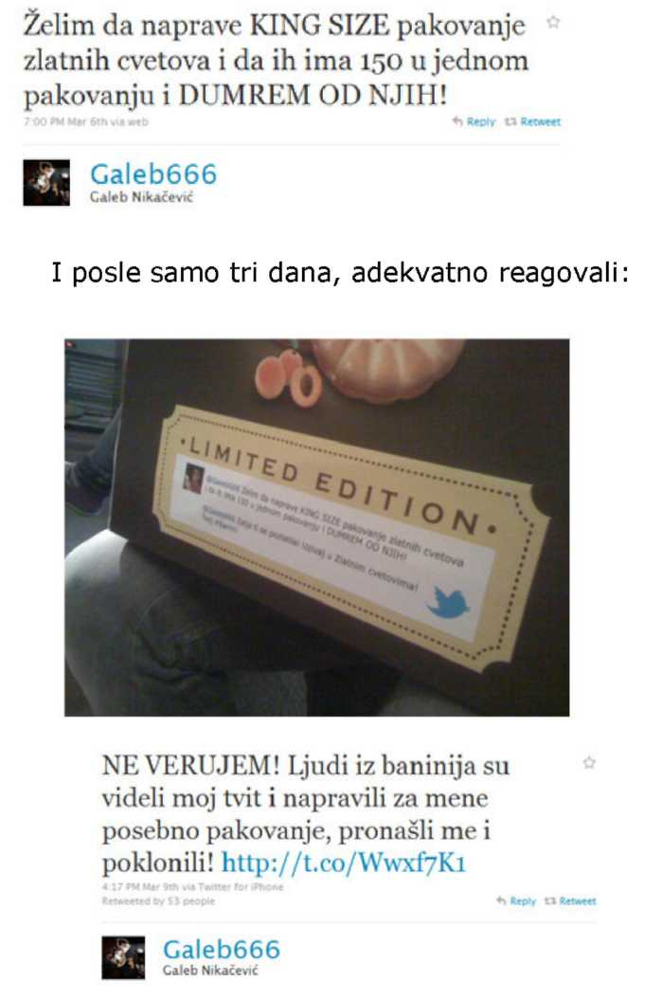 Želim da naprave KING SIZE pakovanje
zlatnih cvetova i da ih ima 150 u jednom
pakovanju i DUMREM OD NJIH!
7:00 PM Mar 6th via web
Reply Retweet
Galeb666
Galeb Nikačević
I posle samo tri dana, adekvatno reagovali:
·LIMITED EDITION·
@Galeb666 Želim da naprave KING SIZE pakovanje zlatnih cvetova
i da ih ima 150 u jednom pakovanju i DUMREM OD NJIH!
@Galeb666 želja ti se uživaj u Zlatnim cvetovima!
Tvoj
NE VERUJEM! Ljudi iz baninija su
videli moj tvit i napravili za mene
posebno pakovanje, pronašli me i
poklonili! http://t.co/Wwxf7K1
4:17 PM Mar 9th via Twitter for iPhone
Retweeted by 53 people
Reply Retweet
Galeb666
Galeb Nikačević